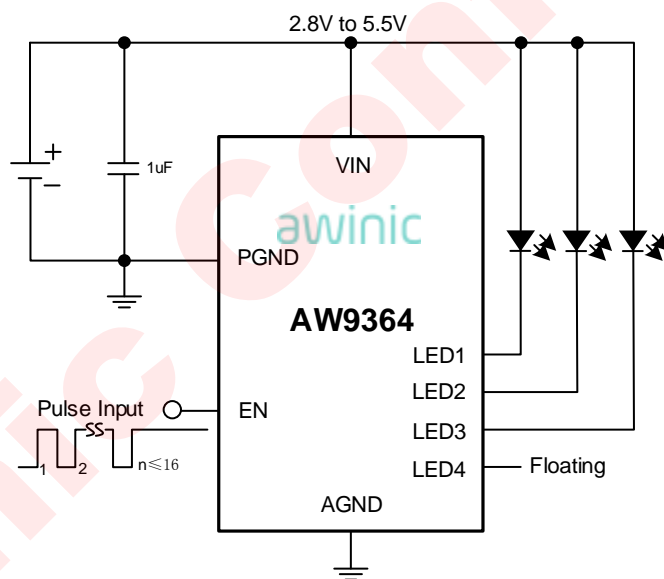 2.8V to 5.5V
+
−
1uF
VIN
awinic
PGND
AW9364
LED1
Pulse Input
EN
LED2
LED3
1
2
n≤16
LED4
Floating
AGND